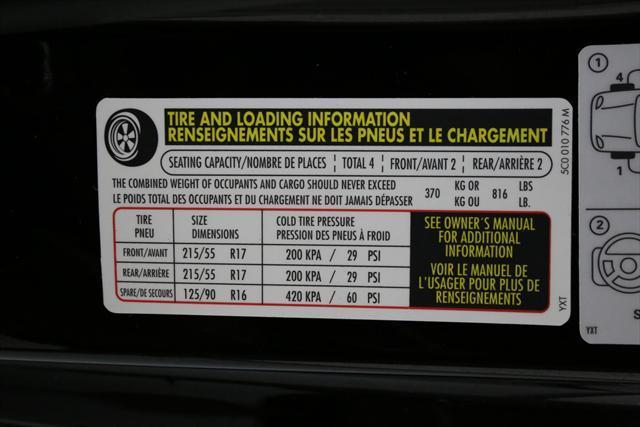 TIRE AND LOADING INFORMATION
RENSEIGNEMENTS SUR LES PNEUS ET LE CHARGEMENT
SEATING CAPACITY/NOMBRE DE PLACES | TOTAL 4 | FRONT/AVANT 2 | REAR/ARRIÈRE 2
THE COMBINED WEIGHT OF OCCUPANTS AND CARGO SHOULD NEVER EXCEED
LE POIDS TOTAL DES OCCUPANTS ET DU CHARGEMENT NE DOIT JAMAIS DÉPASSER
370 KG OR 816 LBS
KG OU LB.
TIRE SIZE COLD TIRE PRESSURE
PNEU DIMENSIONS PRESSION DES PNEUS À FROID
FRONT/AVANT 215/55 R17 200 KPA / 29 PSI
REAR/ARRIÈRE 215/55 R17 200 KPA / 29 PSI
SPARE/DE SECOURS 125/90 R16 420 KPA / 60 PSI
SEE OWNER´S MANUAL
FOR ADDITIONAL
INFORMATION
VOIR LE MANUEL DE
L'USAGER POUR PLUS DE
RENSEIGNEMENTS
5C0 010 776 M
YXT
1
4
1
2
S
YXT